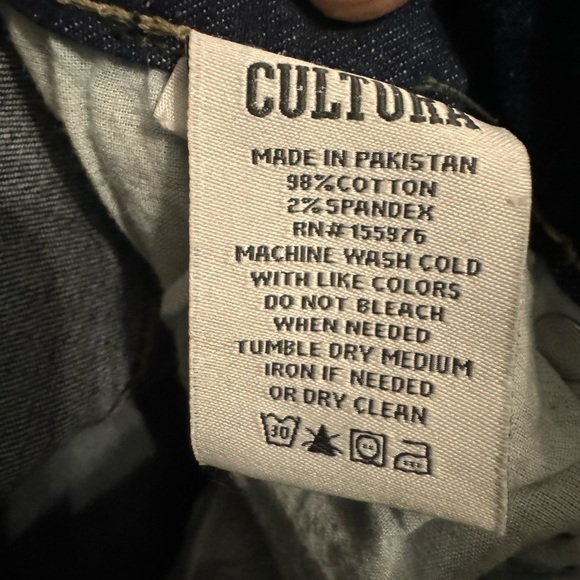 CULTURA
MADE IN PAKISTAN
98%COTTON
2%SPANDEX
RN#155976
MACHINE WASH COLD
WITH LIKE COLORS
DO NOT BLEACH
WHEN NEEDED
TUMBLE DRY MEDIUM
IRON IF NEEDED
OR DRY CLEAN
30